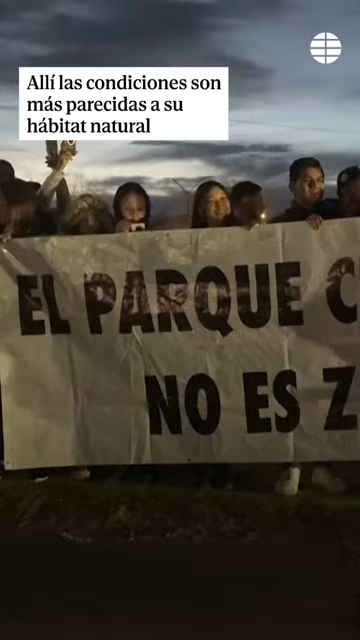 Allí las condiciones son
más parecidas a su
hábitat natural
EL PARQUE C
NO ES Z